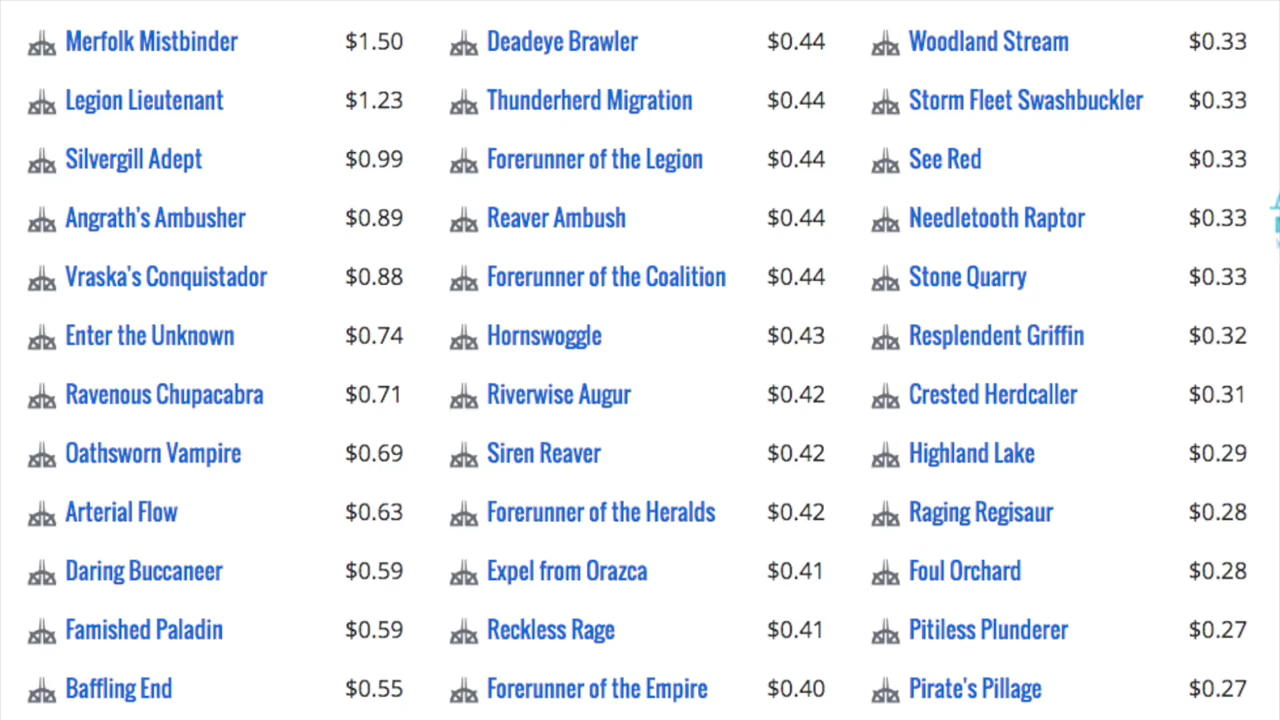 Merfolk Mistbinder $1.50 Deadeye Brawler $0.44 Woodland Stream $0.33
Legion Lieutenant $1.23 Thunderherd Migration $0.44 Storm Fleet Swashbuckler $0.33
Silvergill Adept $0.99 Forerunner of the Legion $0.44 See Red $0.33
Angrath's Ambusher $0.89 Reaver Ambush $0.44 Needletooth Raptor $0.33
Vraska's Conquistador $0.88 Forerunner of the Coalition $0.44 Stone Quarry $0.33
Enter the Unknown $0.74 Hornswoggle $0.43 Resplendent Griffin $0.32
Ravenous Chupacabra $0.71 Riverwise Augur $0.42 Crested Herdcaller $0.31
Oathsworn Vampire $0.69 Siren Reaver $0.42 Highland Lake $0.29
Arterial Flow $0.63 Forerunner of the Heralds $0.42 Raging Regisaur $0.28
Daring Buccaneer $0.59 Expel from Orazca $0.41 Foul Orchard $0.28
Famished Paladin $0.59 Reckless Rage $0.41 Pitiless Plunderer $0.27
Baffling End $0.55 Forerunner of the Empire $0.40 Pirate's Pillage $0.27